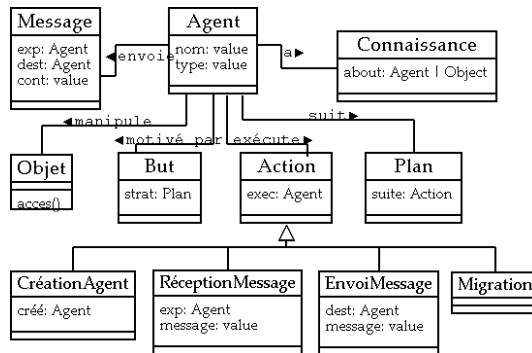 Message
exp: Agent
dest: Agent
cont: value
◄envoie
Agent
nom: value
type: value
a►
Connaissance
about: Agent | Object
◄manipule
◄motivé par
exécute►
suit►
Objet
acces()
But
strat: Plan
Action
exec: Agent
Plan
suite: Action
CréationAgent
créé: Agent
RéceptionMessage
exp: Agent
message: value
EnvoiMessage
dest: Agent
message: value
Migration